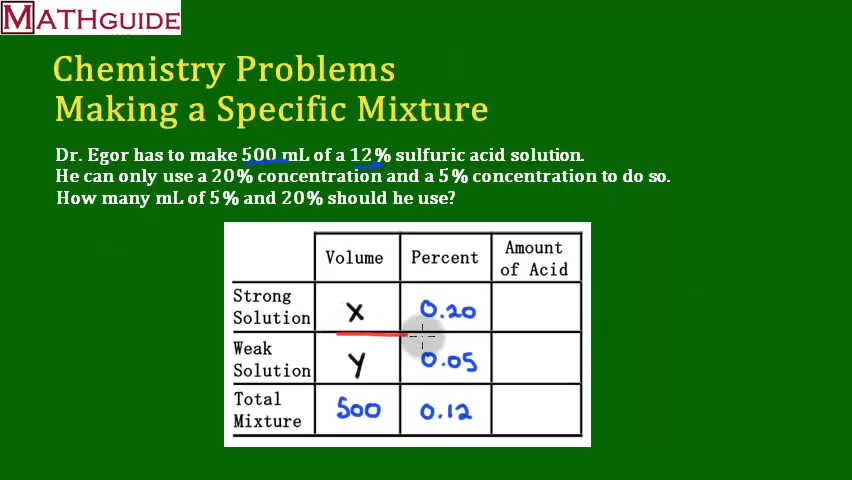 MATHGUIDE
Chemistry Problems
Making a Specific Mixture
Dr. Egor has to make 500 mL of a 12% sulfuric acid solution.
He can only use a 20% concentration and a 5% concentration to do so.
How many mL of 5% and 20% should he use?
Volume Percent Amount of Acid
Strong Solution X 0.20
Weak Solution y 0.05
Total Mixture 500 0.12